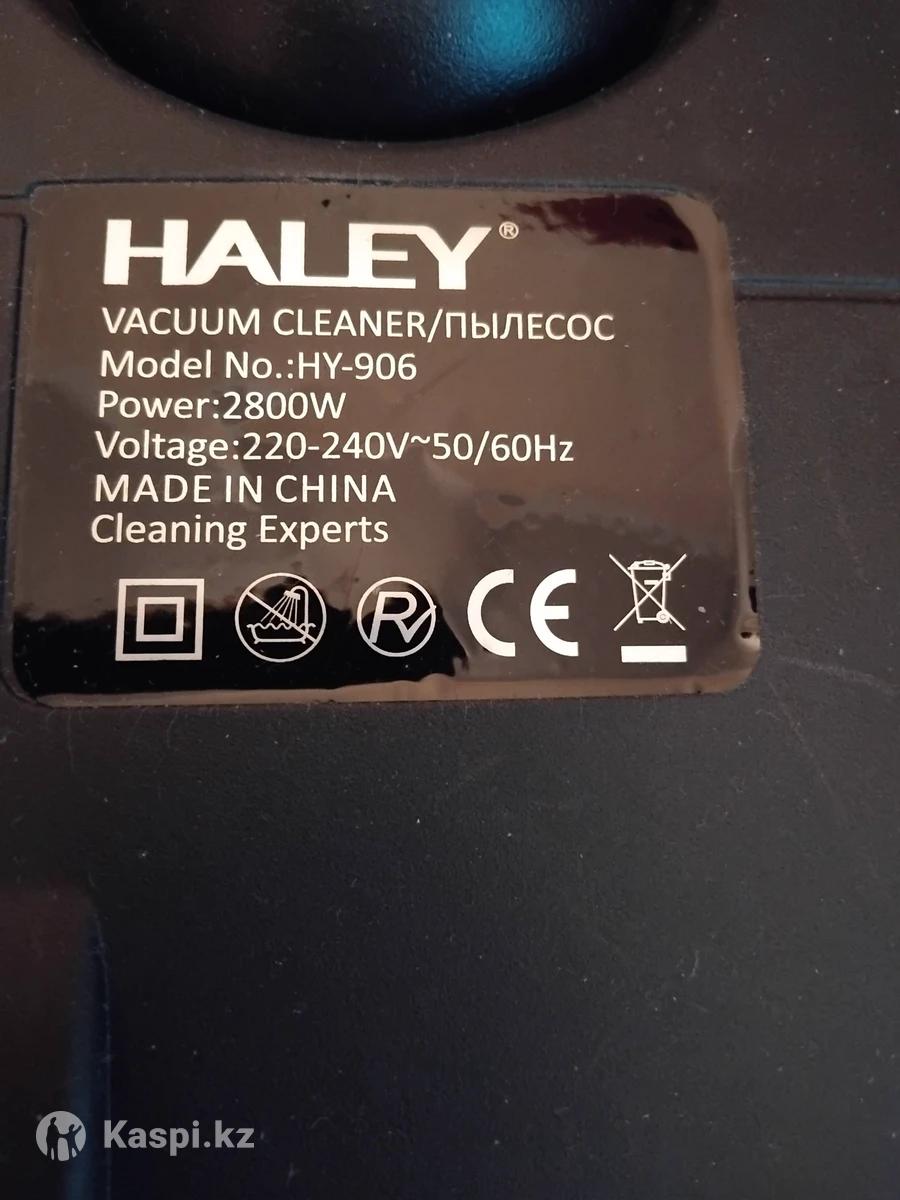 HALEY®
VACUUM CLEANER/ПЫЛЕСОС
Model No.:HY-906
Power:2800W
Voltage:220-240V~50/60Hz
MADE IN CHINA
Cleaning Experts
R CE
Kaspi.kz